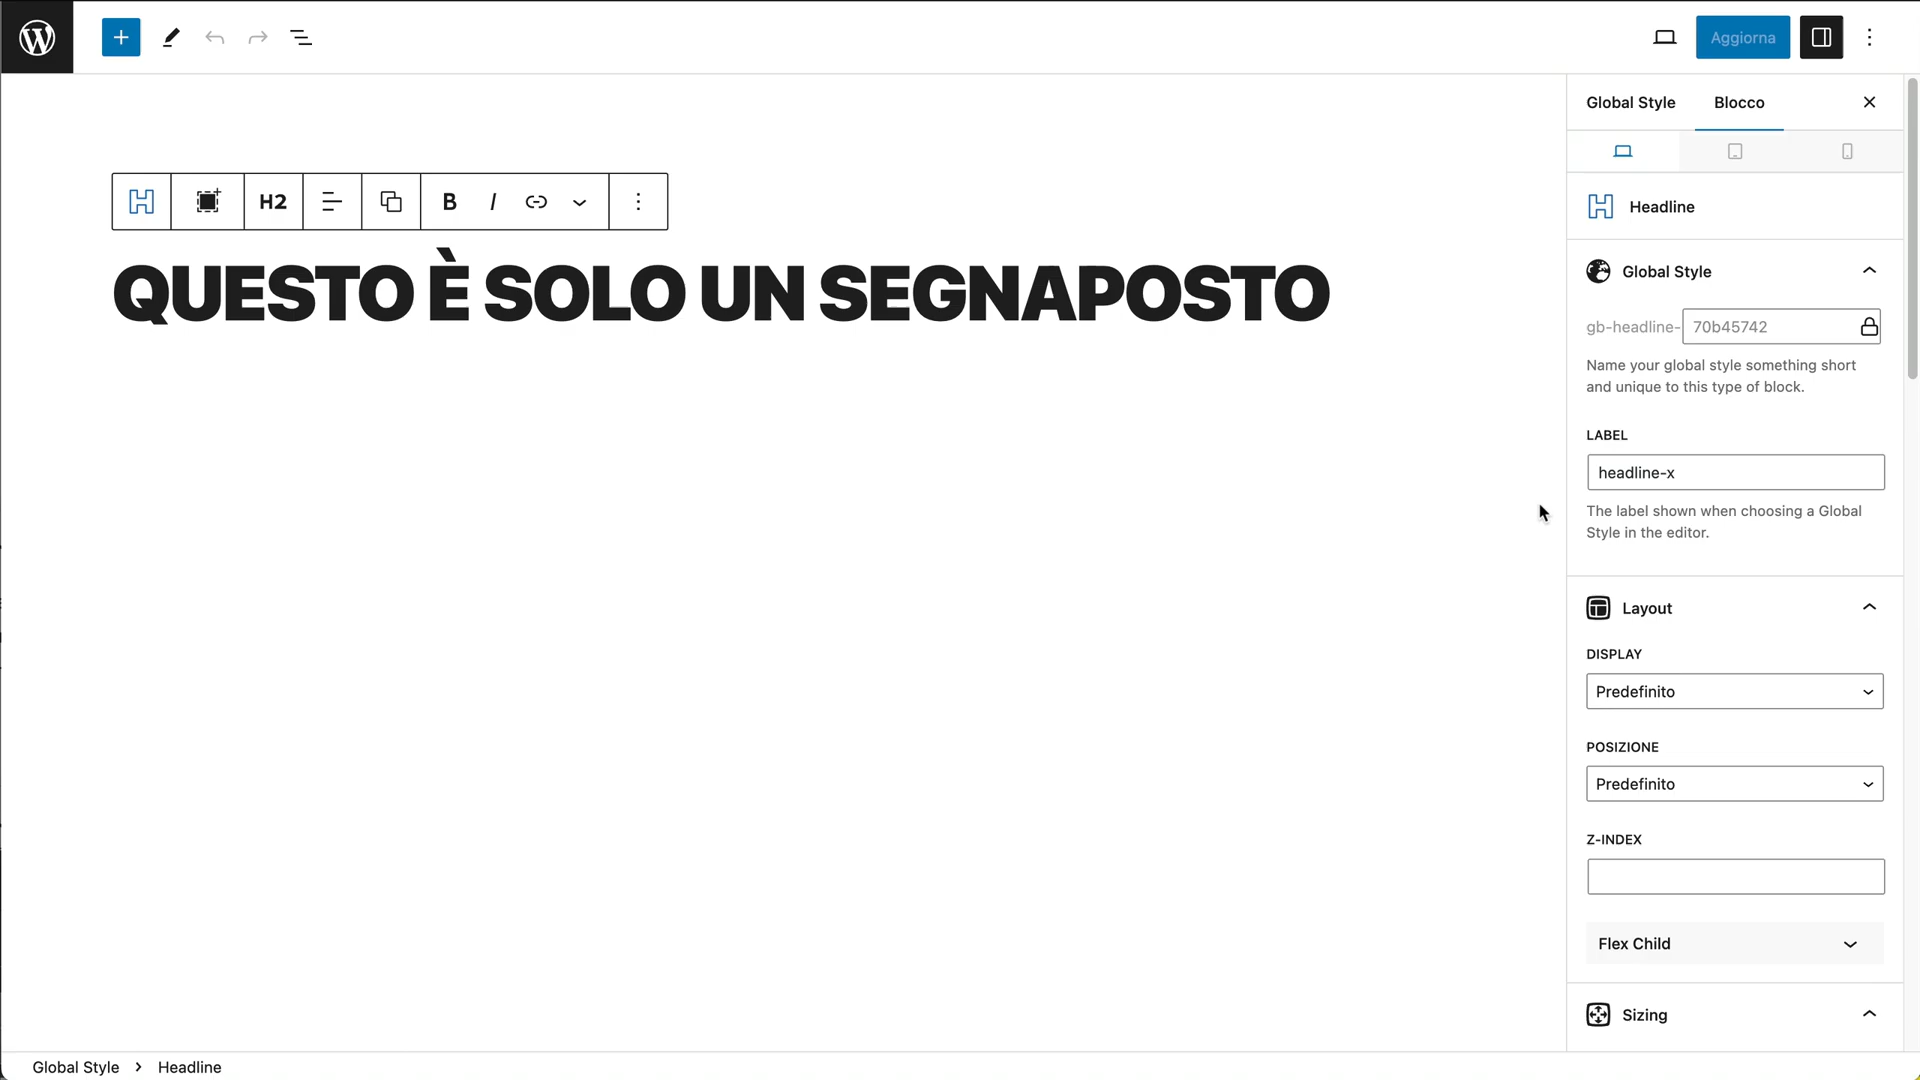 Aggiorna
Global Style Blocco
H2 B I
Headline
QUESTO È SOLO UN SEGNAPOSTO
Global Style
gb-headline- 70b45742
Name your global style something short
and unique to this type of block.
LABEL
headline-x
The label shown when choosing a Global
Style in the editor.
Layout
DISPLAY
Predefinito
POSIZIONE
Predefinito
Z-INDEX
Flex Child
Sizing
Global Style > Headline